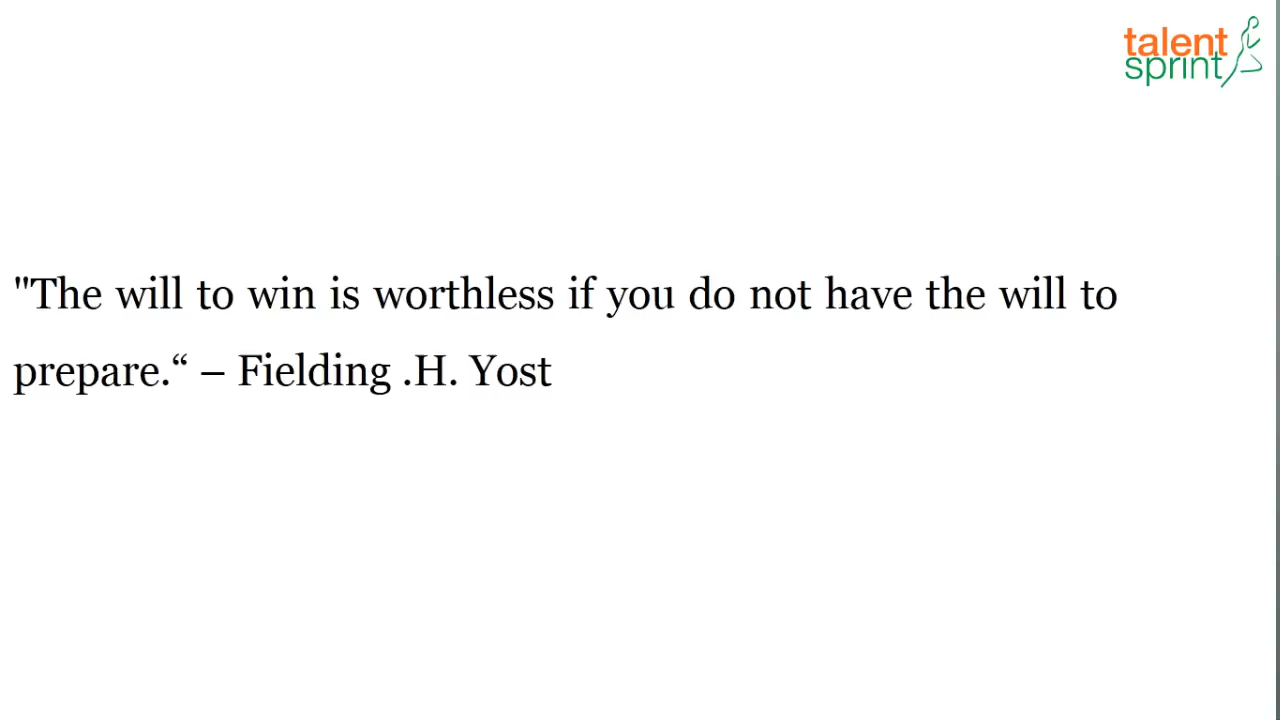 talent
sprint
"The will to win is worthless if you do not have the will to
prepare.“ – Fielding .H. Yost